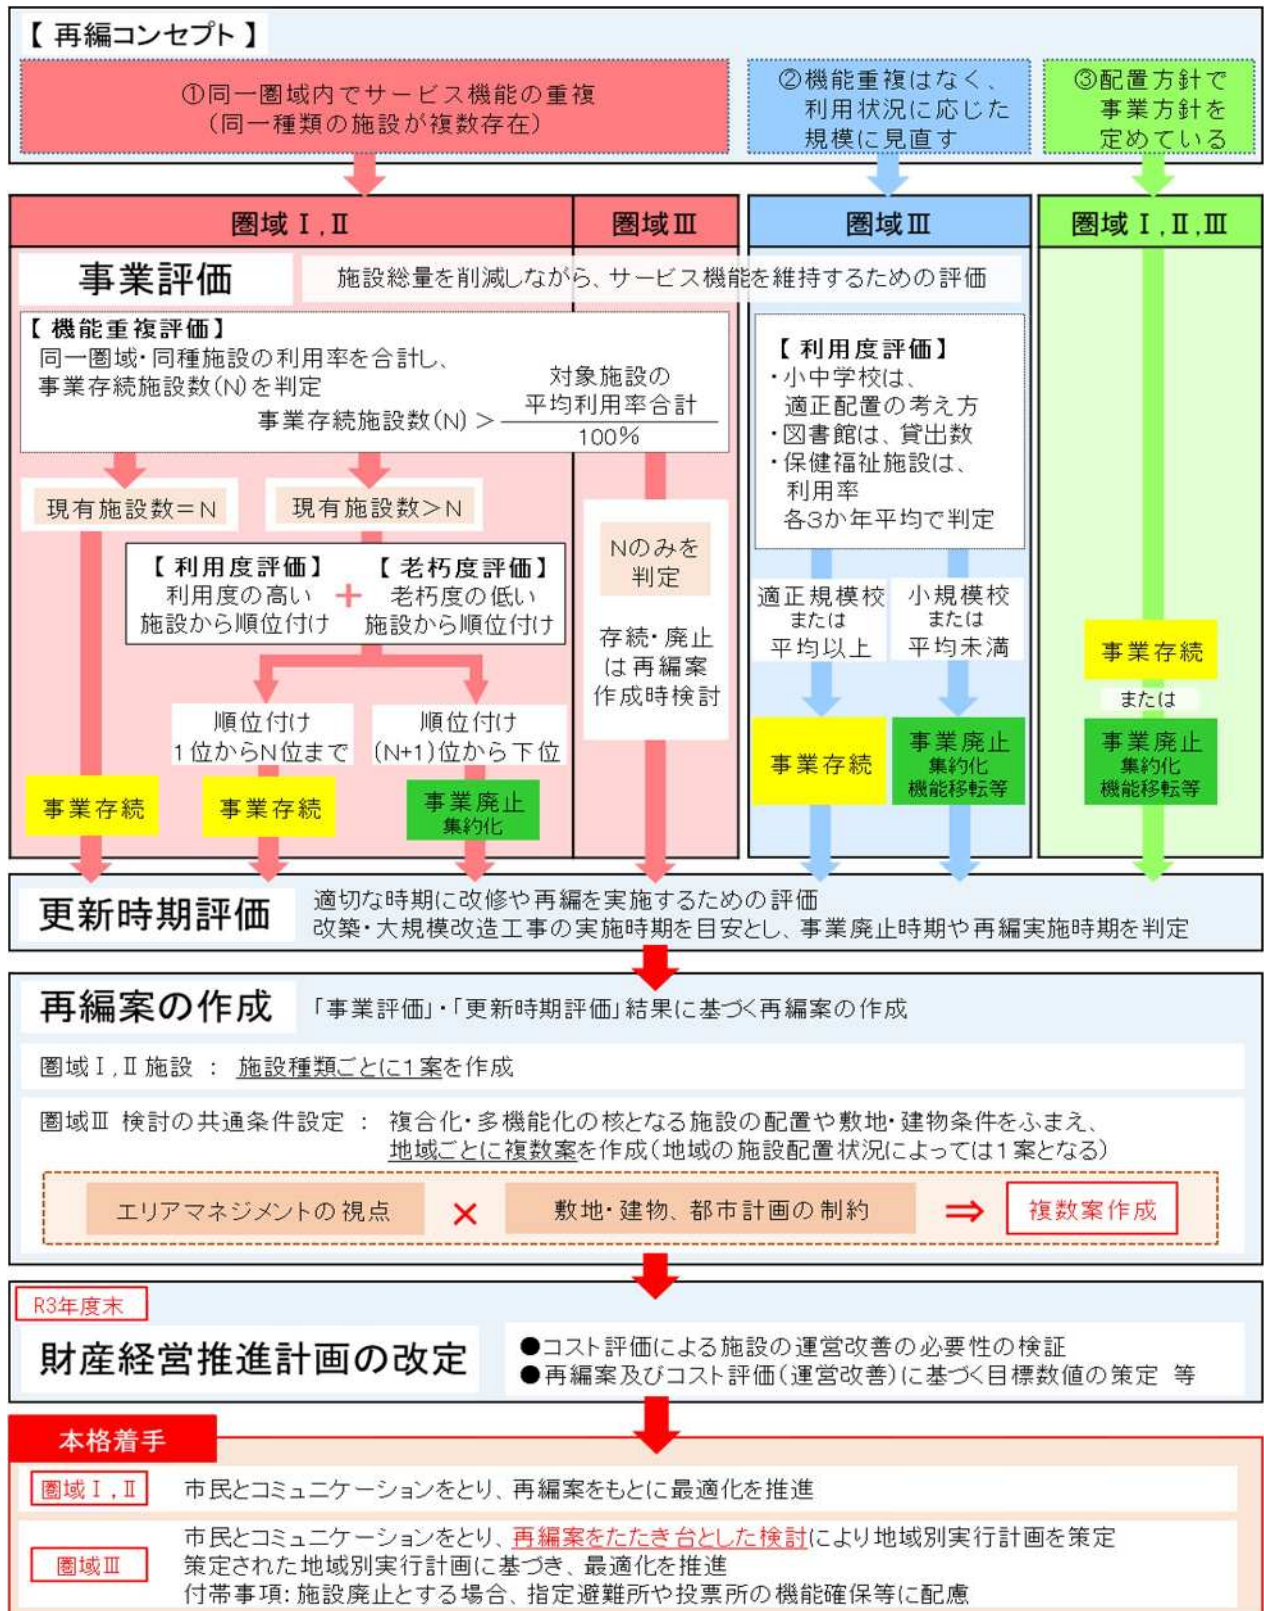 【再編コンセプト】
①同一圏域内でサービス機能の重複
(同一種類の施設が複数存在)
②機能重複はなく、
利用状況に応じた
規模に見直す
③配置方針で
事業方針を
定めている
圏域Ⅰ,Ⅱ
圏域Ⅲ
圏域Ⅲ
圏域Ⅰ,Ⅱ,Ⅲ
事業評価
施設総量を削減しながら、サービス機能を維持するための評価
【機能重複評価】
同一圏域・同種施設の利用率を合計し、
事業存続施設数(N)を判定
事業存続施設数(N)>
対象施設の
平均利用率合計
100%
現有施設数=N
現有施設数>N
【利用度評価】
利用度の高い
施設から順位付け
+
【老朽度評価】
老朽度の低い
施設から順位付け
順位付け
1位からN位まで
順位付け
(N+1)位から下位
事業存続
事業存続
事業廃止
集約化
Nのみを
判定
存続・廃止
は再編案
作成時検討
【利用度評価】
・小中学校は、
適正配置の考え方
・図書館は、貸出数
・保健福祉施設は、
利用率
各3か年平均で判定
適正規模校
または
平均以上
小規模校
または
平均未満
事業存続
事業廃止
集約化
機能移転等
事業存続
または
事業廃止
集約化
機能移転等
更新時期評価
適切な時期に改修や再編を実施するための評価
改築・大規模改造工事の実施時期を目安とし、事業廃止時期や再編実施時期を判定
再編案の作成
「事業評価」・「更新時期評価」結果に基づく再編案の作成
圏域Ⅰ,Ⅱ施設 : 施設種類ごとに1案を作成
圏域Ⅲ 検討の共通条件設定 : 複合化・多機能化の核となる施設の配置や敷地・建物条件をふまえ、
地域ごとに複数案を作成(地域の施設配置状況によっては1案となる)
エリアマネジメントの視点
×
敷地・建物、都市計画の制約
⇒
複数案作成
R3年度末
財産経営推進計画の改定
●コスト評価による施設の運営改善の必要性の検証
●再編案及びコスト評価(運営改善)に基づく目標数値の策定 等
本格着手
圏域Ⅰ,Ⅱ
市民とコミュニケーションをとり、再編案をもとに最適化を推進
圏域Ⅲ
市民とコミュニケーションをとり、再編案をたたき台とした検討により地域別実行計画を策定
策定された地域別実行計画に基づき、最適化を推進
付帯事項:施設廃止とする場合、指定避難所や投票所の機能確保等に配慮